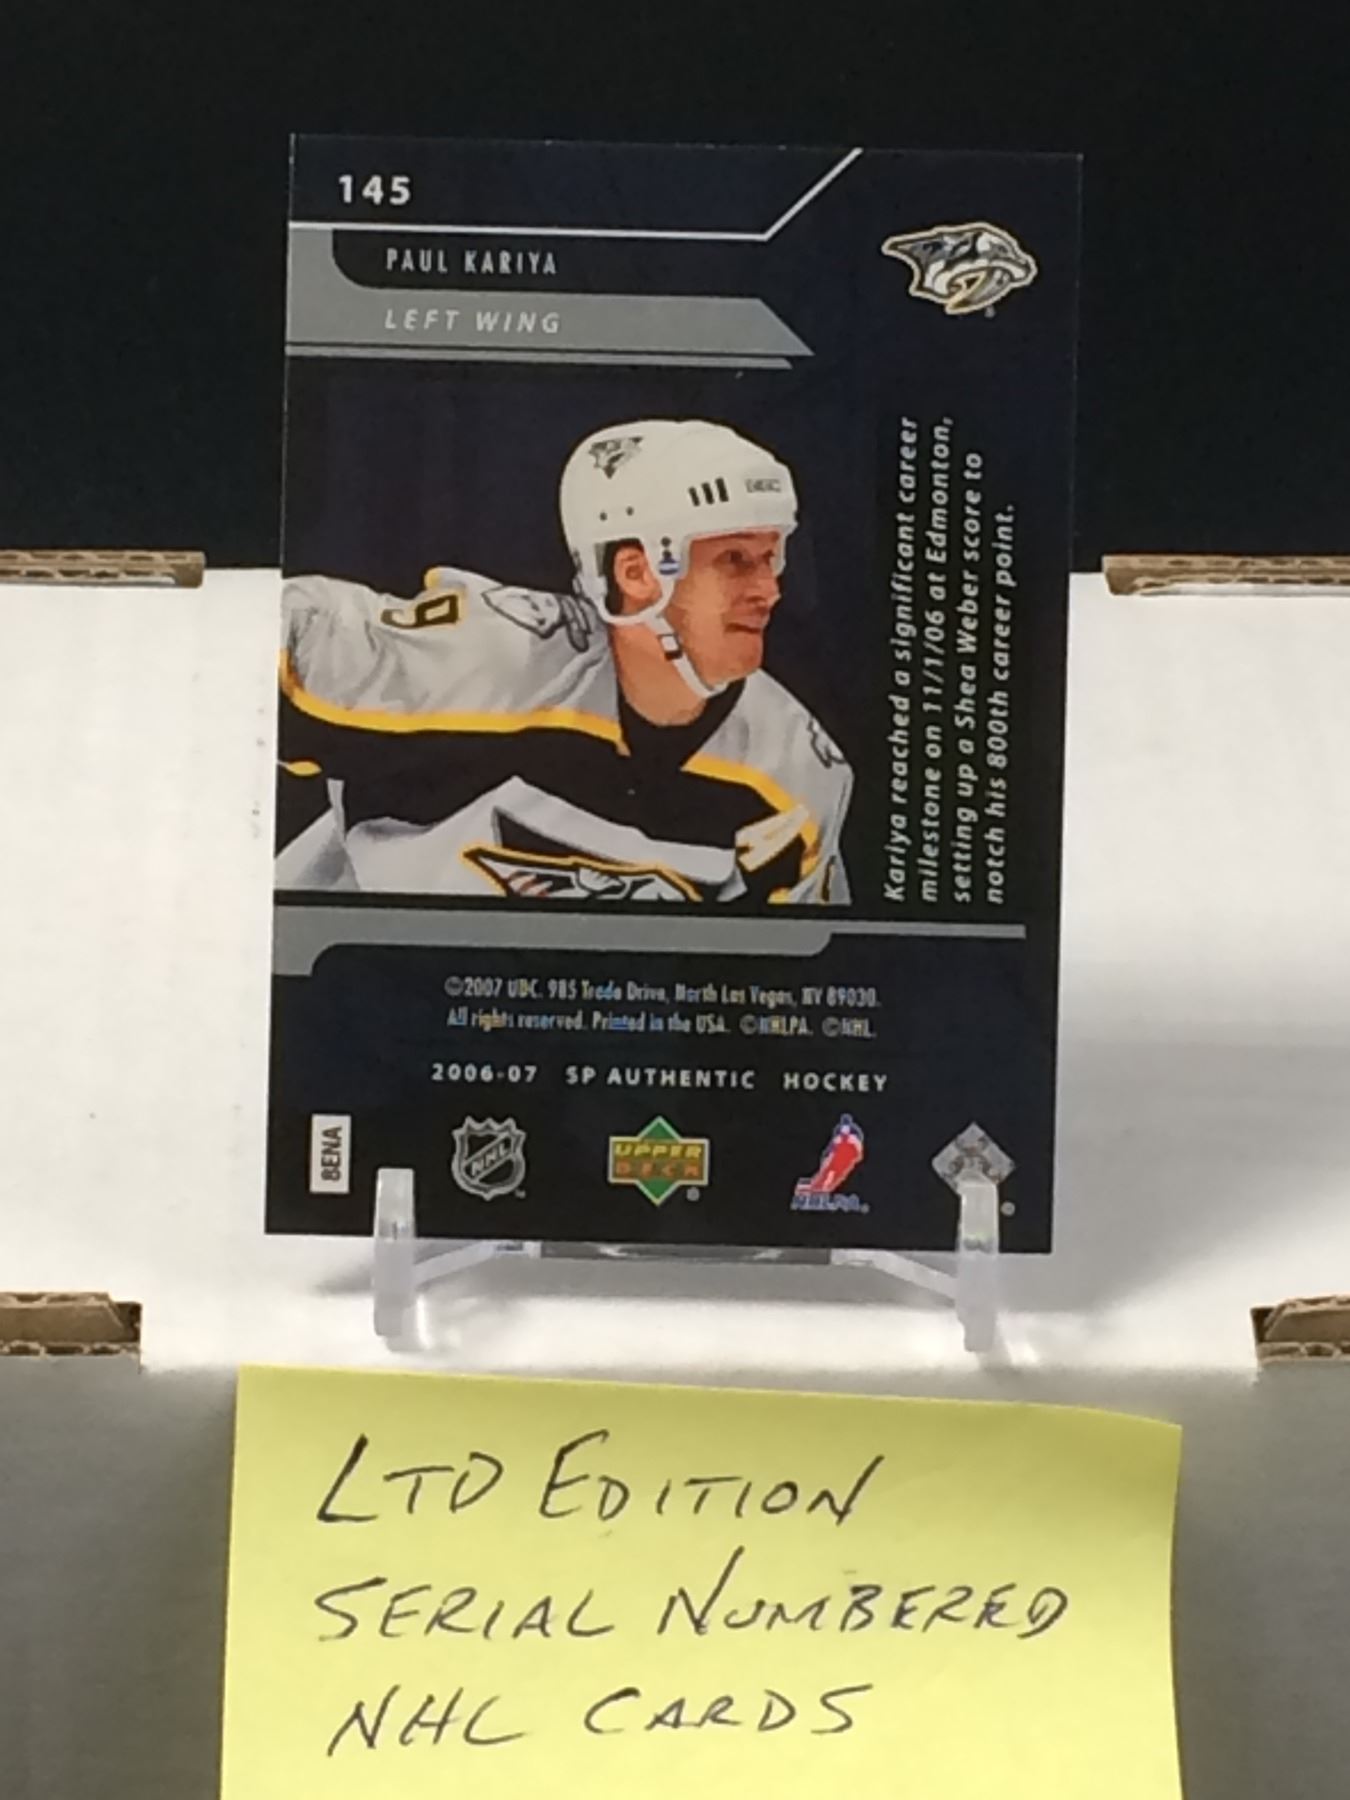 145
PAUL KARIYA
LEFT WING
9
Kariya reached a significant career
milestone on 11/1/06 at Edmonton,
setting up a Shea Weber score to
notch his 800th career point.
©2007 UDC. 985 Trade Drive, North Las Vegas, NV 89030.
All rights reserved. Printed in the USA. ©NHLPA. ©NHL.
2006-07 SP AUTHENTIC HOCKEY
8ENA
NHL
UPPER
DECK
NHLPA
LTD EDITION
SERIAL NUMBERED
NHL CARDS